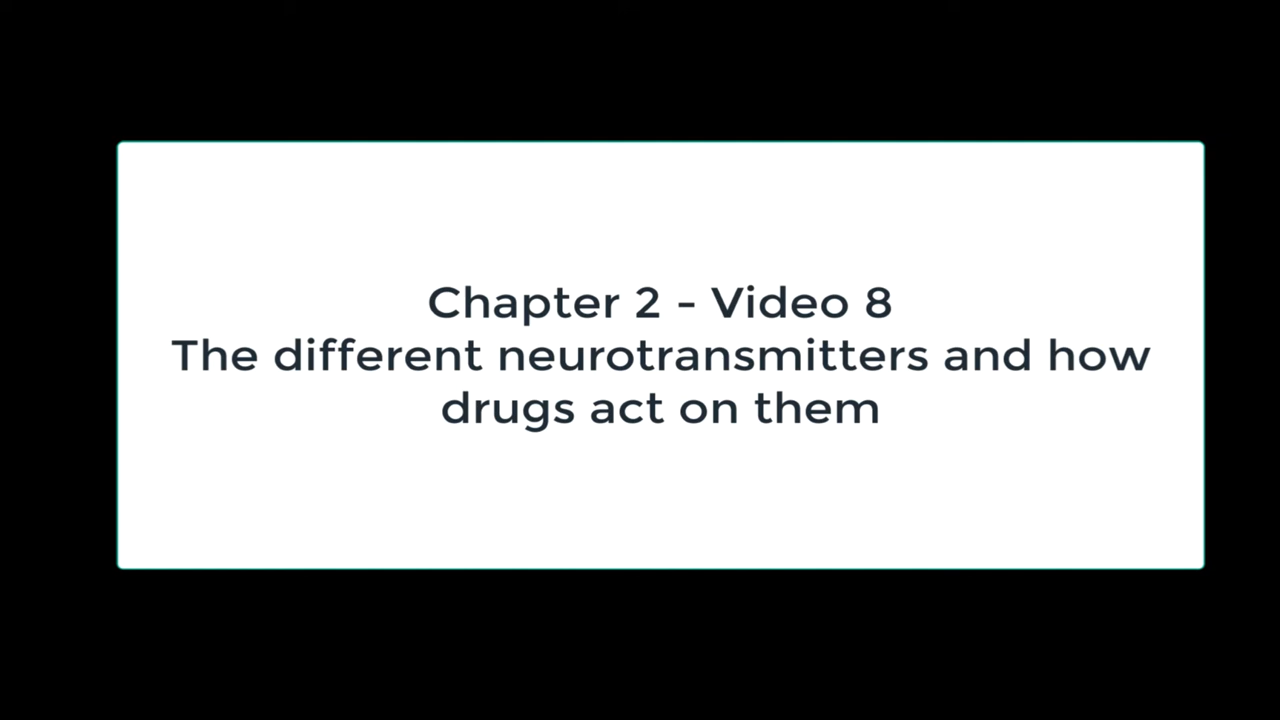 Chapter 2 - Video 8
The different neurotransmitters and how
drugs act on them